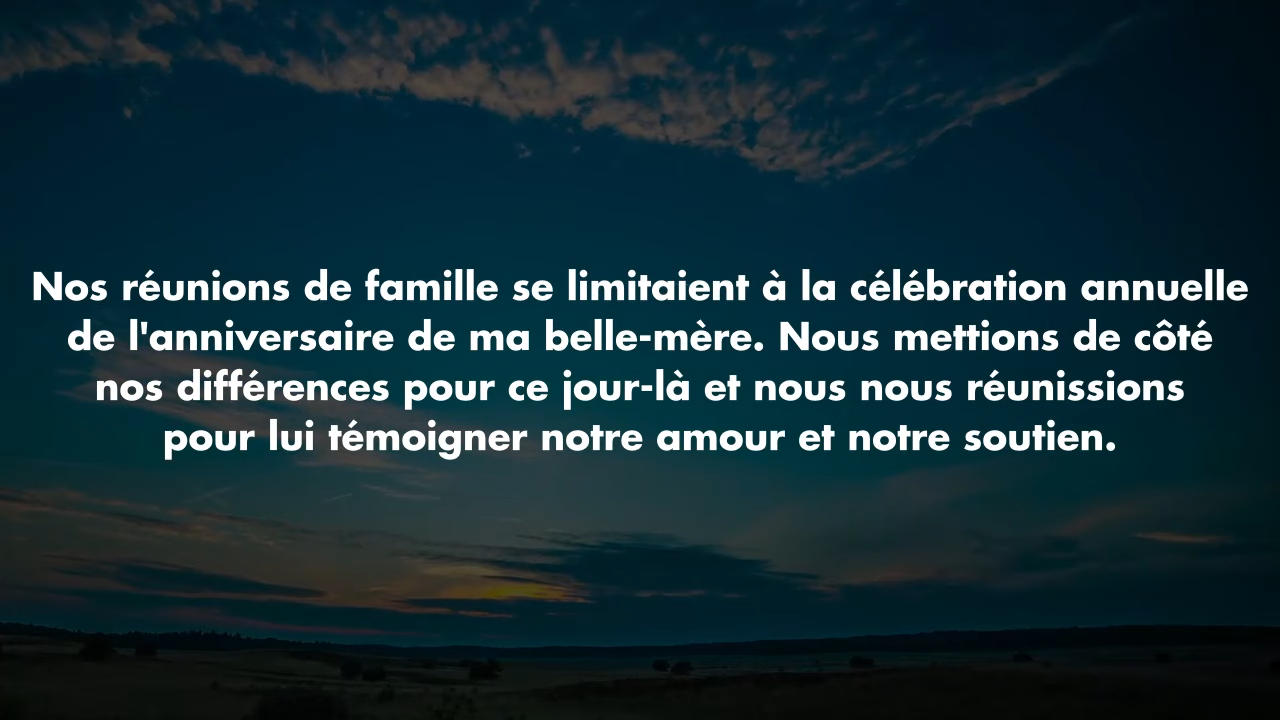 Nos réunions de famille se limitaient à la célébration annuelle
de l'anniversaire de ma belle-mère. Nous mettions de côté
nos différences pour ce jour-là et nous nous réunissions
pour lui témoigner notre amour et notre soutien.